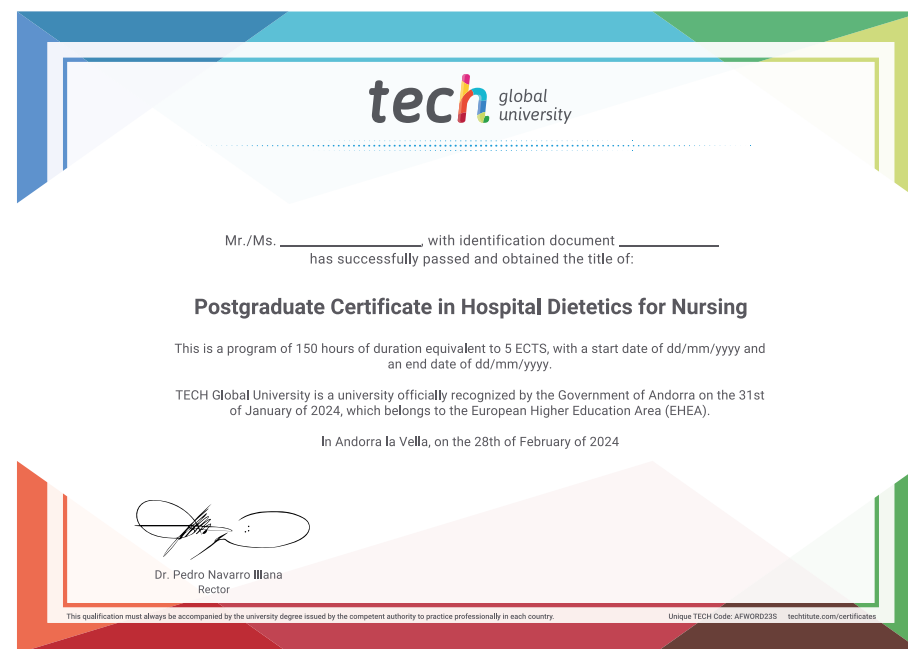 tech global
university
Mr./Ms. ____________________, with identification document ______________
has successfully passed and obtained the title of:
Postgraduate Certificate in Hospital Dietetics for Nursing
This is a program of 150 hours of duration equivalent to 5 ECTS, with a start date of dd/mm/yyyy and
an end date of dd/mm/yyyy.
TECH Global University is a university officially recognized by the Government of Andorra on the 31st
of January of 2024, which belongs to the European Higher Education Area (EHEA).
In Andorra la Vella, on the 28th of February of 2024
Dr. Pedro Navarro Illana
Rector
This qualification must always be accompanied by the university degree issued by the competent authority to practice professionally in each country. Unique TECH Code: AFWORD23S techtitute.com/certificates